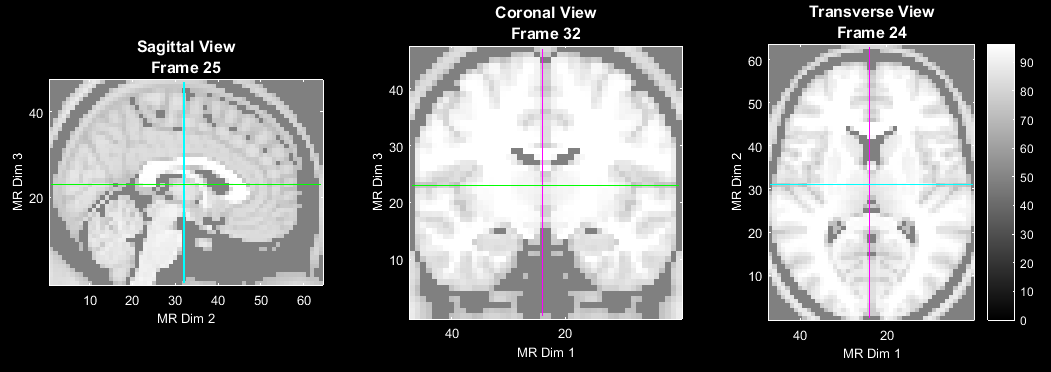 Sagittal View
Frame 25
MR Dim 3
40
20
10 20 30 40 50 60
MR Dim 2
Coronal View
Frame 32
MR Dim 3
40
30
20
10
40 20
MR Dim 1
Transverse View
Frame 24
MR Dim 2
60
50
40
30
20
10
40 20
MR Dim 1
90
80
70
60
50
40
30
20
10
0